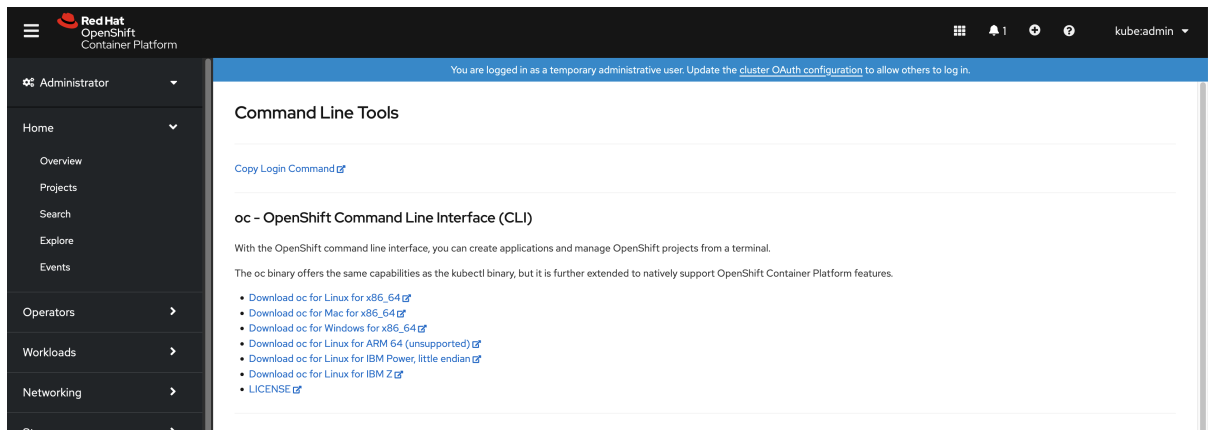 Red Hat
OpenShift
Container Platform
1
kube:admin
Administrator
You are logged in as a temporary administrative user. Update the cluster OAuth configuration to allow others to log in.
Home
Overview
Projects
Search
Explore
Events
Operators
Workloads
Networking
Command Line Tools
Copy Login Command
oc - OpenShift Command Line Interface (CLI)
With the OpenShift command line interface, you can create applications and manage OpenShift projects from a terminal.
The oc binary offers the same capabilities as the kubectl binary, but it is further extended to natively support OpenShift Container Platform features.
Download oc for Linux for x86_64
Download oc for Mac for x86_64
Download oc for Windows for x86_64
Download oc for Linux for ARM 64 (unsupported)
Download oc for Linux for IBM Power, little endian
Download oc for Linux for IBM Z
LICENSE